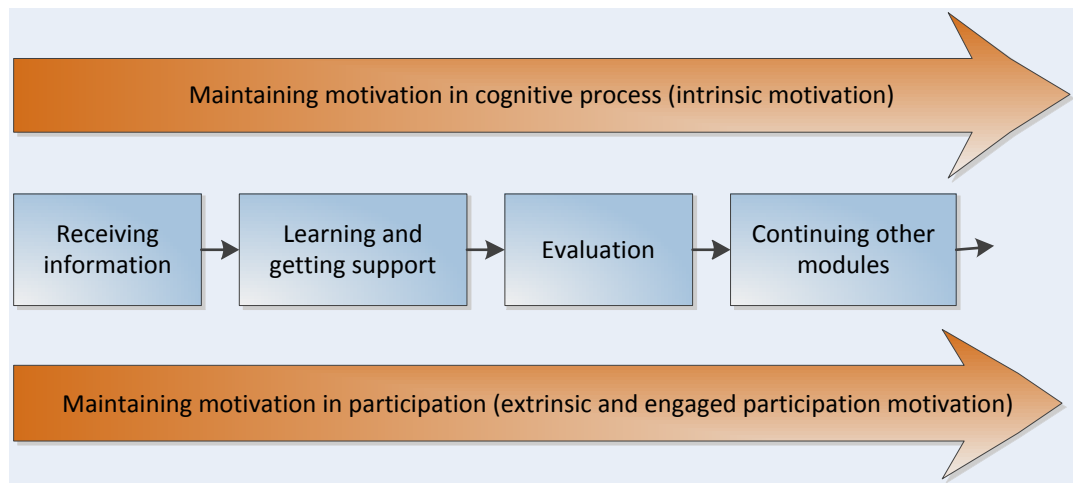 Maintaining motivation in cognitive process (intrinsic motivation)
Receiving
information
Learning and
getting support
Evaluation
Continuing other
modules
Maintaining motivation in participation (extrinsic and engaged participation motivation)